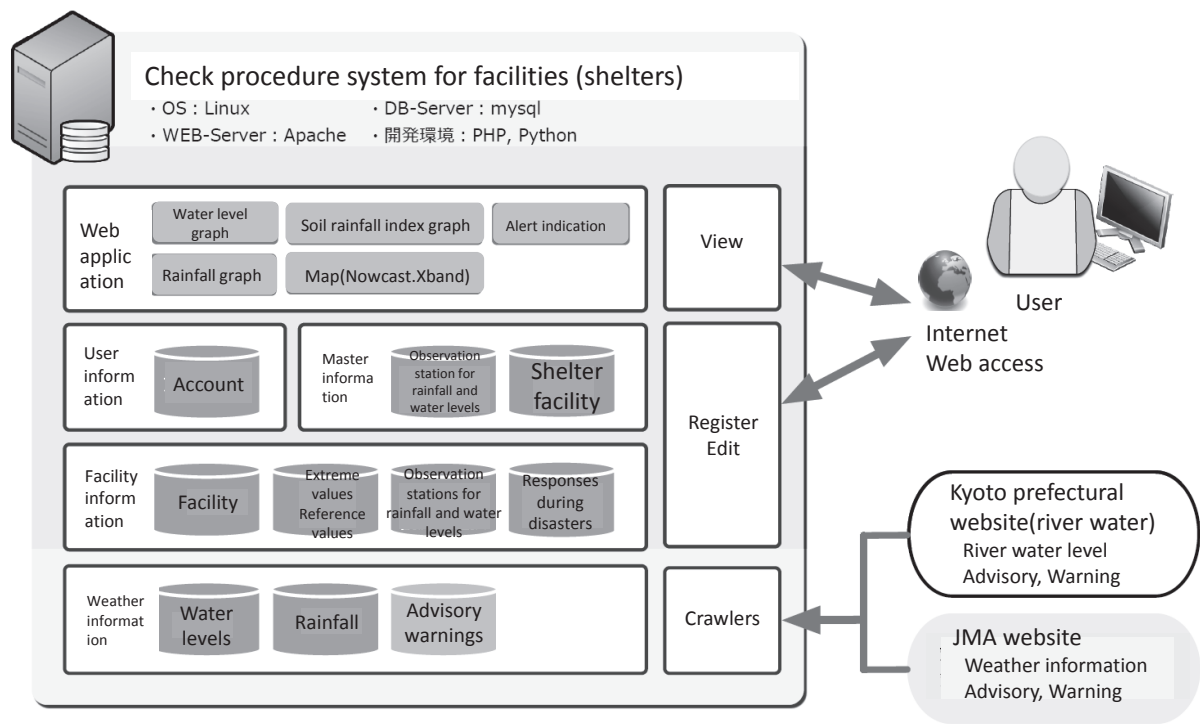 Check procedure system for facilities (shelters)
・OS：Linux
・DB-Server：mysql
・WEB-Server：Apache
・開発環境：PHP, Python
Web
applic
ation
Water level
graph
Soil rainfall index graph
Alert indication
Rainfall graph
Map(Nowcast.Xband)
View
User
inform
ation
Account
Master
informa
tion
Observation
station for
rainfall and
water levels
Shelter
facility
Register
Edit
Facility
inform
ation
Facility
Extreme
values
Reference
values
Observation
stations for
rainfall and water
levels
Responses
during
disasters
Weather
informat
ion
Water
levels
Rainfall
Advisory
warnings
Crawlers
User
Internet
Web access
Kyoto prefectural
website(river water)
River water level
Advisory, Warning
JMA website
Weather information
Advisory, Warning